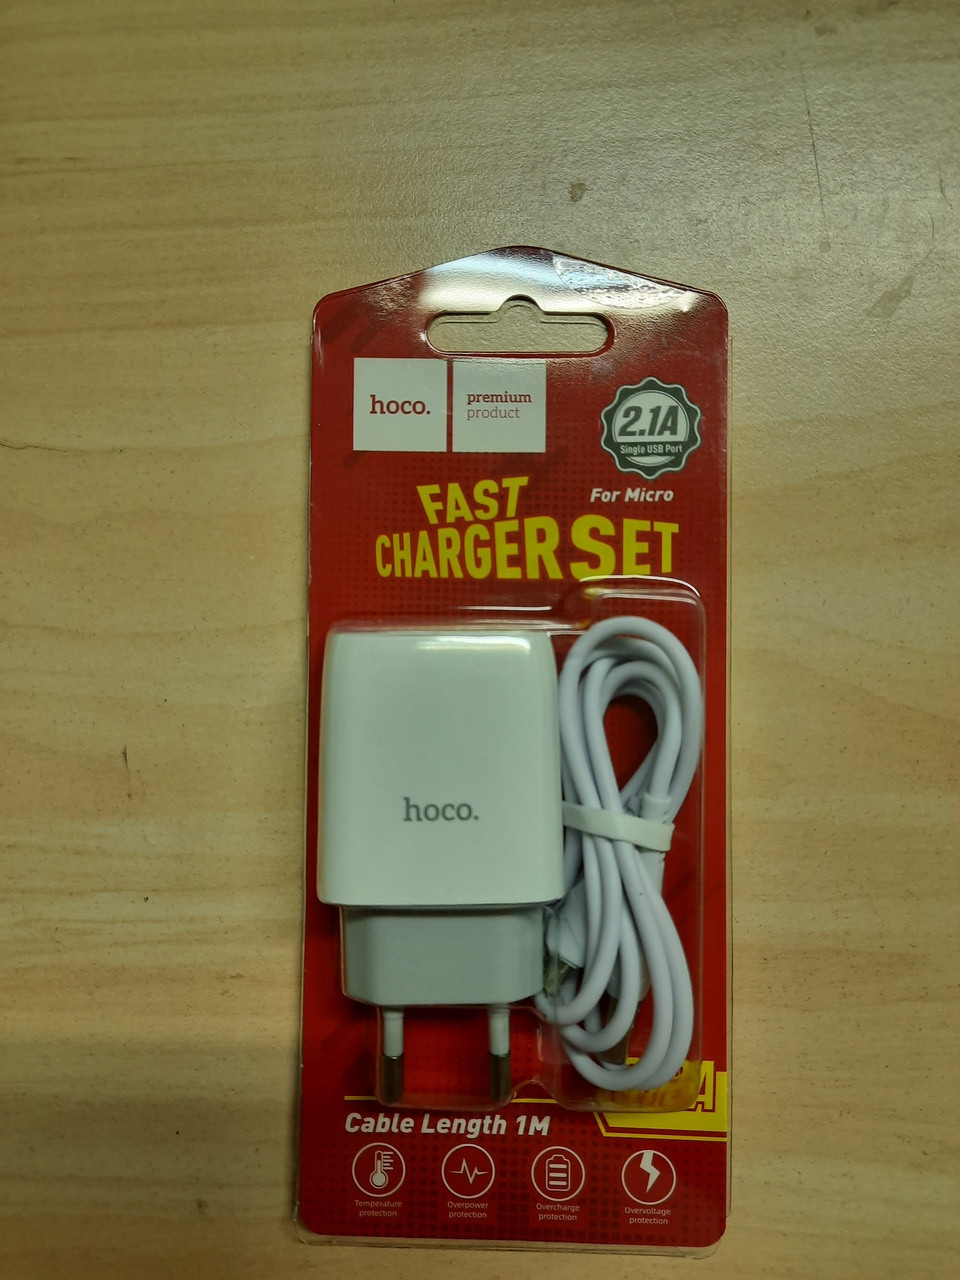 hoco.
premium
product
2.1A
Single USB Port
For Micro
FAST
CHARGER SET
hoco.
Cable Length 1M
Temperature
protection
Overpower
protection
Overcharge
protection
Overvoltage
protection